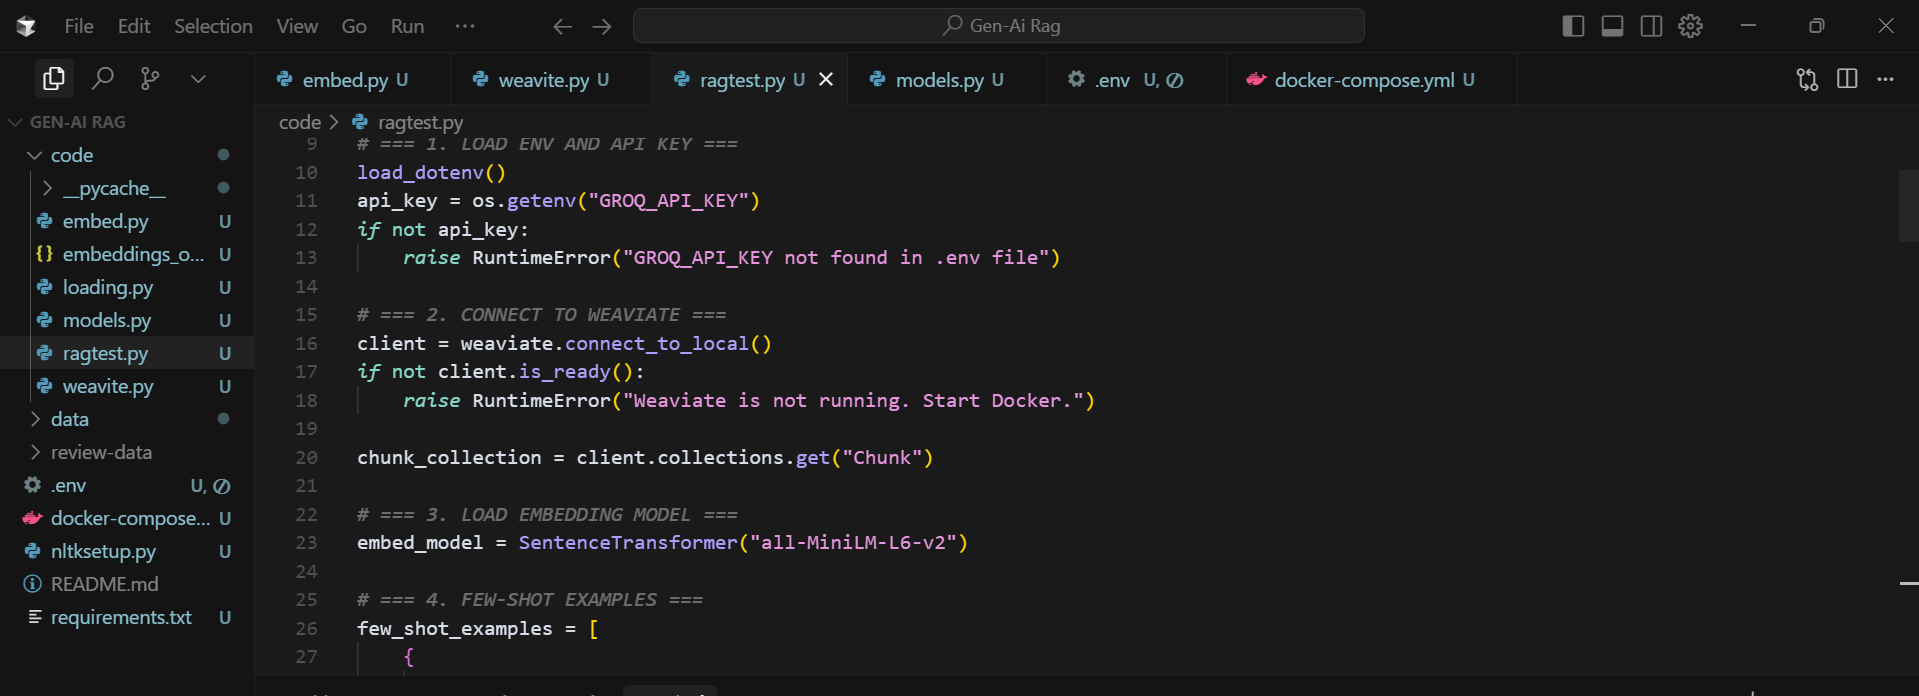 File Edit Selection View Go Run ··· Gen-Ai Rag
embed.py U weavite.py U ragtest.py U models.py U .env U, docker-compose.yml U
GEN-AI RAG
code
__pycache__
embed.py U
embeddings_o... U
loading.py U
models.py U
ragtest.py U
weavite.py U
data
review-data
.env U,
docker-compose... U
nltksetup.py U
README.md
requirements.txt U
code > ragtest.py
9 # === 1. LOAD ENV AND API KEY ===
10 load_dotenv()
11 api_key = os.getenv("GROQ_API_KEY")
12 if not api_key:
13 raise RuntimeError("GROQ_API_KEY not found in .env file")
14
15 # === 2. CONNECT TO WEAVIATE ===
16 client = weaviate.connect_to_local()
17 if not client.is_ready():
18 raise RuntimeError("Weaviate is not running. Start Docker.")
19
20 chunk_collection = client.collections.get("Chunk")
21
22 # === 3. LOAD EMBEDDING MODEL ===
23 embed_model = SentenceTransformer("all-MiniLM-L6-v2")
24
25 # === 4. FEW-SHOT EXAMPLES ===
26 few_shot_examples = [
27 {